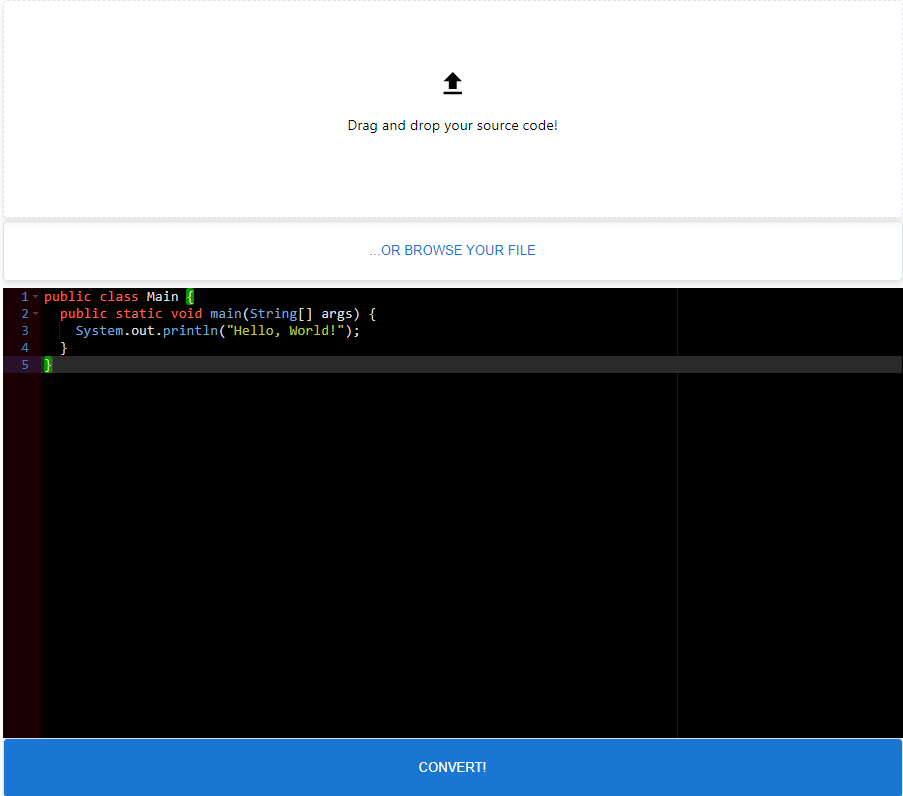 Drag and drop your source code!
...OR BROWSE YOUR FILE
1 public class Main {
2   public static void main(String[] args) {
3     System.out.println("Hello, World!");
4   }
5 }
CONVERT!